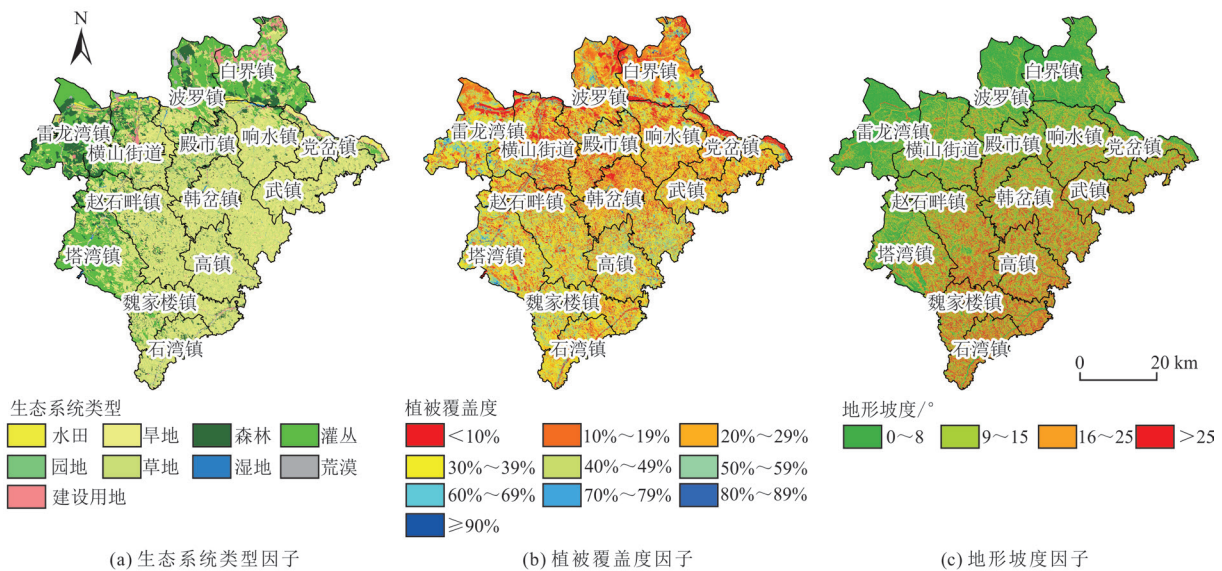 N
白界镇
波罗镇
雷龙湾镇
横山街道
殿市镇
响水镇
党岔镇
武镇
赵石畔镇
韩岔镇
塔湾镇
高镇
魏家楼镇
石湾镇
白界镇
波罗镇
雷龙湾镇
横山街道
殿市镇
响水镇
党岔镇
武镇
赵石畔镇
韩岔镇
塔湾镇
高镇
魏家楼镇
石湾镇
白界镇
波罗镇
雷龙湾镇
横山街道
殿市镇
响水镇
党岔镇
武镇
赵石畔镇
韩岔镇
塔湾镇
高镇
魏家楼镇
石湾镇
0 20 km
生态系统类型
水田 旱地 森林 灌丛
园地 草地 湿地 荒漠
建设用地
植被覆盖度
<10% 10%~19% 20%~29%
30%~39% 40%~49% 50%~59%
60%~69% 70%~79% 80%~89%
≥90%
地形坡度/°
0~8 9~15 16~25 >25
(a) 生态系统类型因子
(b) 植被覆盖度因子
(c) 地形坡度因子